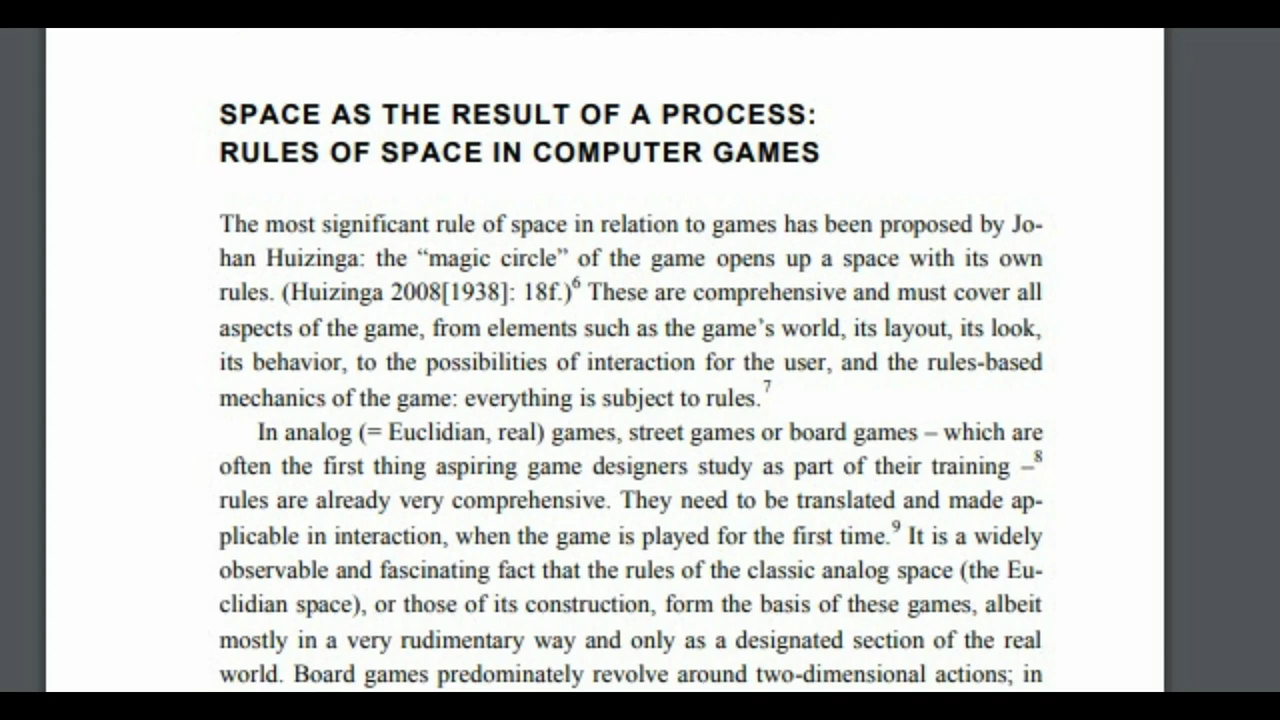 SPACE AS THE RESULT OF A PROCESS:
RULES OF SPACE IN COMPUTER GAMES
The most significant rule of space in relation to games has been proposed by Jo-
han Huizinga: the “magic circle” of the game opens up a space with its own
rules. (Huizinga 2008[1938]: 18f.)⁶ These are comprehensive and must cover all
aspects of the game, from elements such as the game’s world, its layout, its look,
its behavior, to the possibilities of interaction for the user, and the rules-based
mechanics of the game: everything is subject to rules.⁷
In analog (= Euclidian, real) games, street games or board games – which are
often the first thing aspiring game designers study as part of their training –⁸
rules are already very comprehensive. They need to be translated and made ap-
plicable in interaction, when the game is played for the first time.⁹ It is a widely
observable and fascinating fact that the rules of the classic analog space (the Eu-
clidian space), or those of its construction, form the basis of these games, albeit
mostly in a very rudimentary way and only as a designated section of the real
world. Board games predominately revolve around two-dimensional actions; in